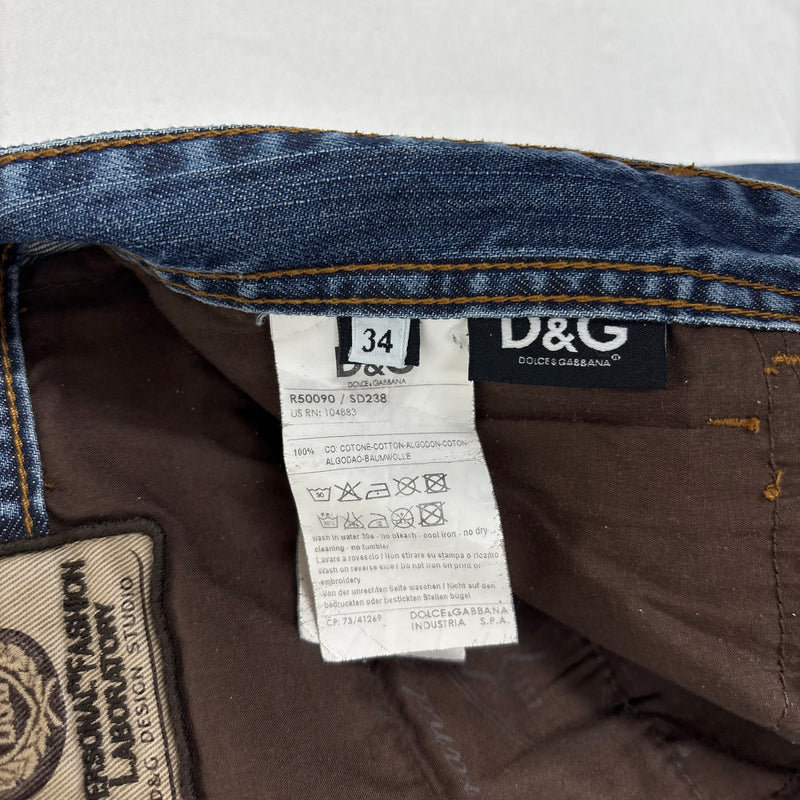 34
D&G
DOLCE&GABBANA
D&G
DOLCE&GABBANA®
R50090 / SD238
US RN: 104883
100% CO: COTONE-COTTON-ALGODON-COTON-
ALGODAO-BAUMWOLLE
wash in water 30e - no bleach - cool iron - no dry-
cleaning - no tumbler
Lavare a rovescio / Non stirare su stampa o ricamo
Wash on reverse side / Do not iron on print or
embroidery
Von der unrechten Seite waschen / Nicht auf den
bedruckten oder bestickten Stellen bügel
CP: 73/41269
DOLCE&GABBANA
INDUSTRIA S.P.A.
PERSONAL FASHION
LABORATORY
D&G DESIGN STUDIO